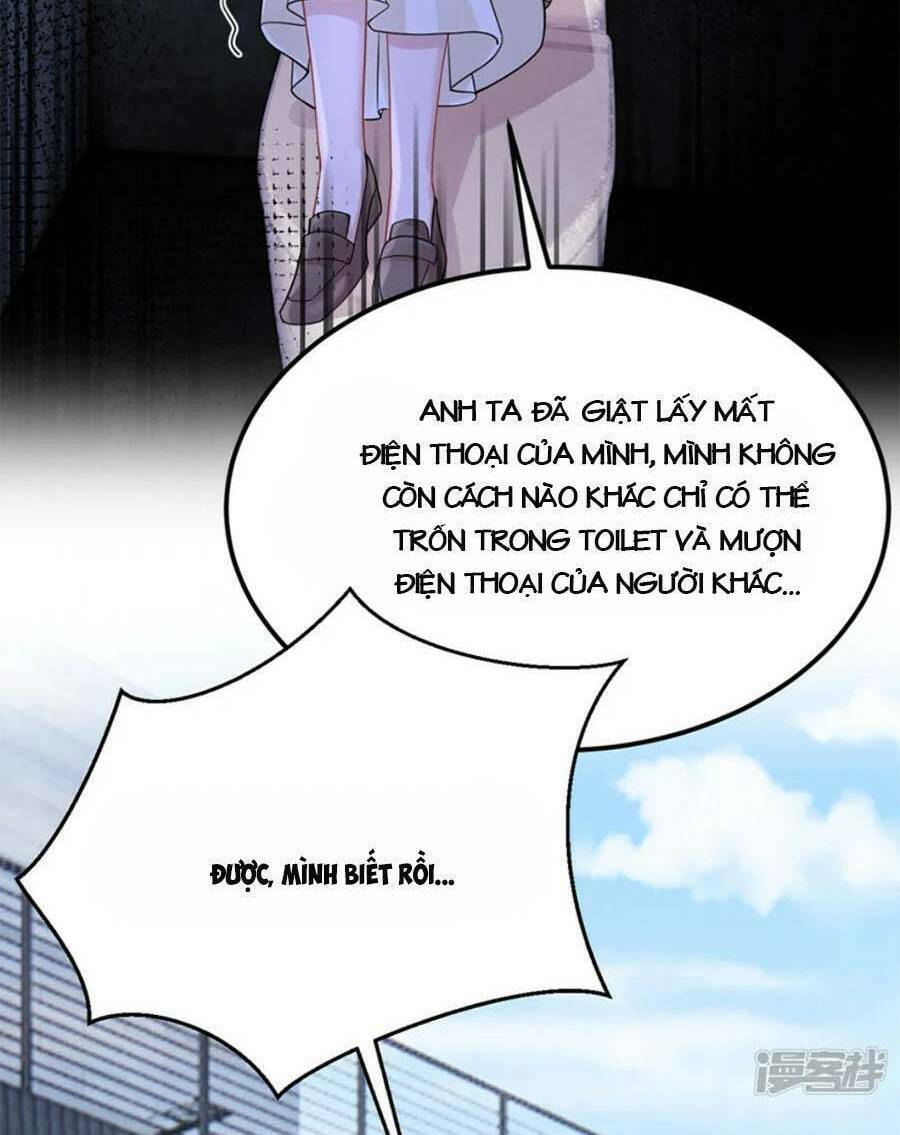 ANH TA ĐÃ GIẬT LẤY MẤT
ĐIỆN THOẠI CỦA MÌNH, MÌNH KHÔNG
CÒN CÁCH NÀO KHÁC CHỈ CÓ THỂ
TRỐN TRONG TOILET VÀ MƯỢN
ĐIỆN THOẠI CỦA NGƯỜI KHÁC...
ĐƯỢC, MÌNH BIẾT RỒI...
漫客栈